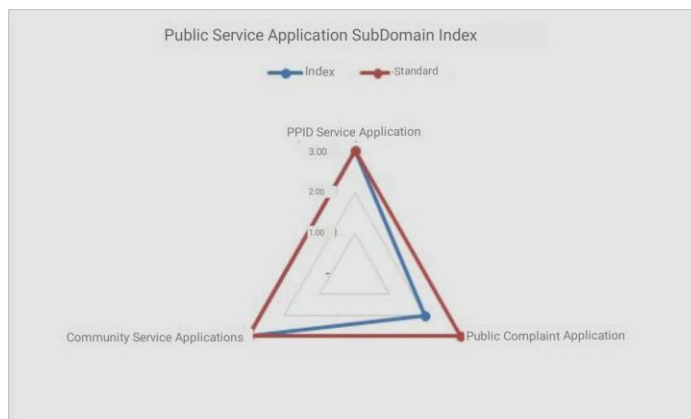 Public Service Application SubDomain Index
Index
Standard
PPID Service Application
3.00
2.00
1.00
-
Community Service Applications
Public Complaint Application